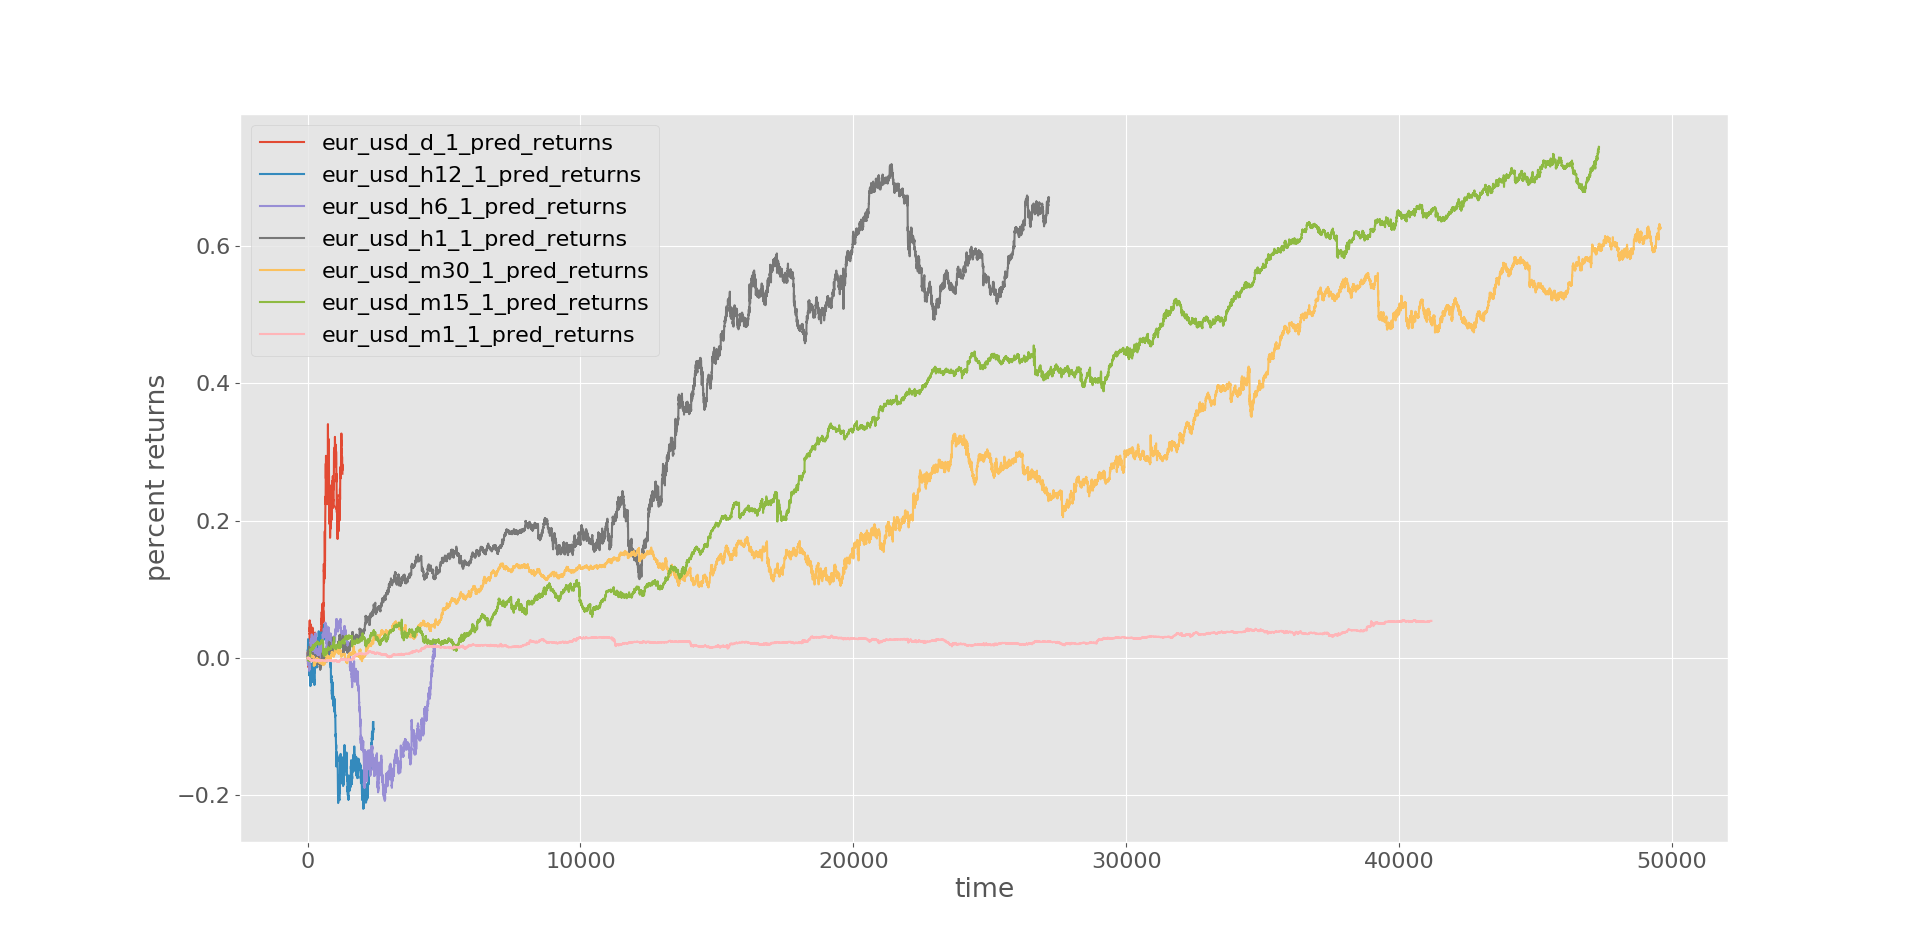 eur_usd_d_1_pred_returns
eur_usd_h12_1_pred_returns
eur_usd_h6_1_pred_returns
eur_usd_h1_1_pred_returns
eur_usd_m30_1_pred_returns
eur_usd_m15_1_pred_returns
eur_usd_m1_1_pred_returns
percent returns
0.6
0.4
0.2
0.0
−0.2
0 10000 20000 30000 40000 50000
time